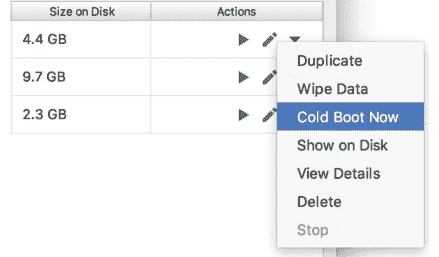 Size on Disk Actions
4.4 GB
Duplicate
9.7 GB
Wipe Data
2.3 GB
Cold Boot Now
Show on Disk
View Details
Delete
Stop